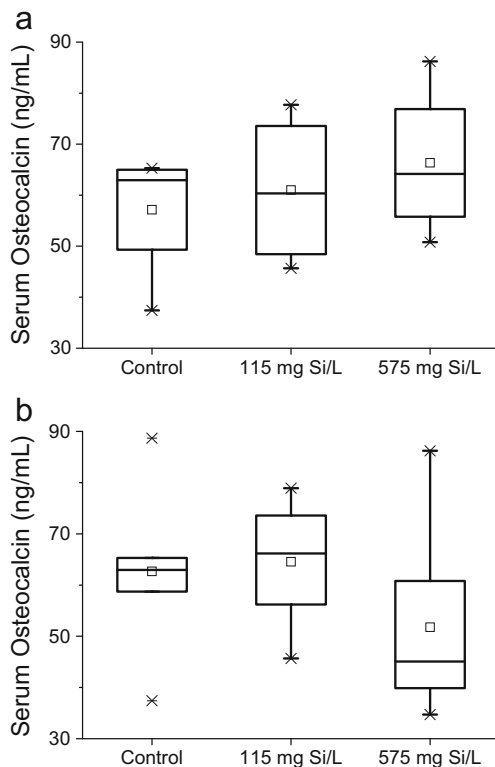 a
Serum Osteocalcin (ng/mL)
90
70
50
30
Control 115 mg Si/L 575 mg Si/L
b
Serum Osteocalcin (ng/mL)
90
70
50
30
Control 115 mg Si/L 575 mg Si/L